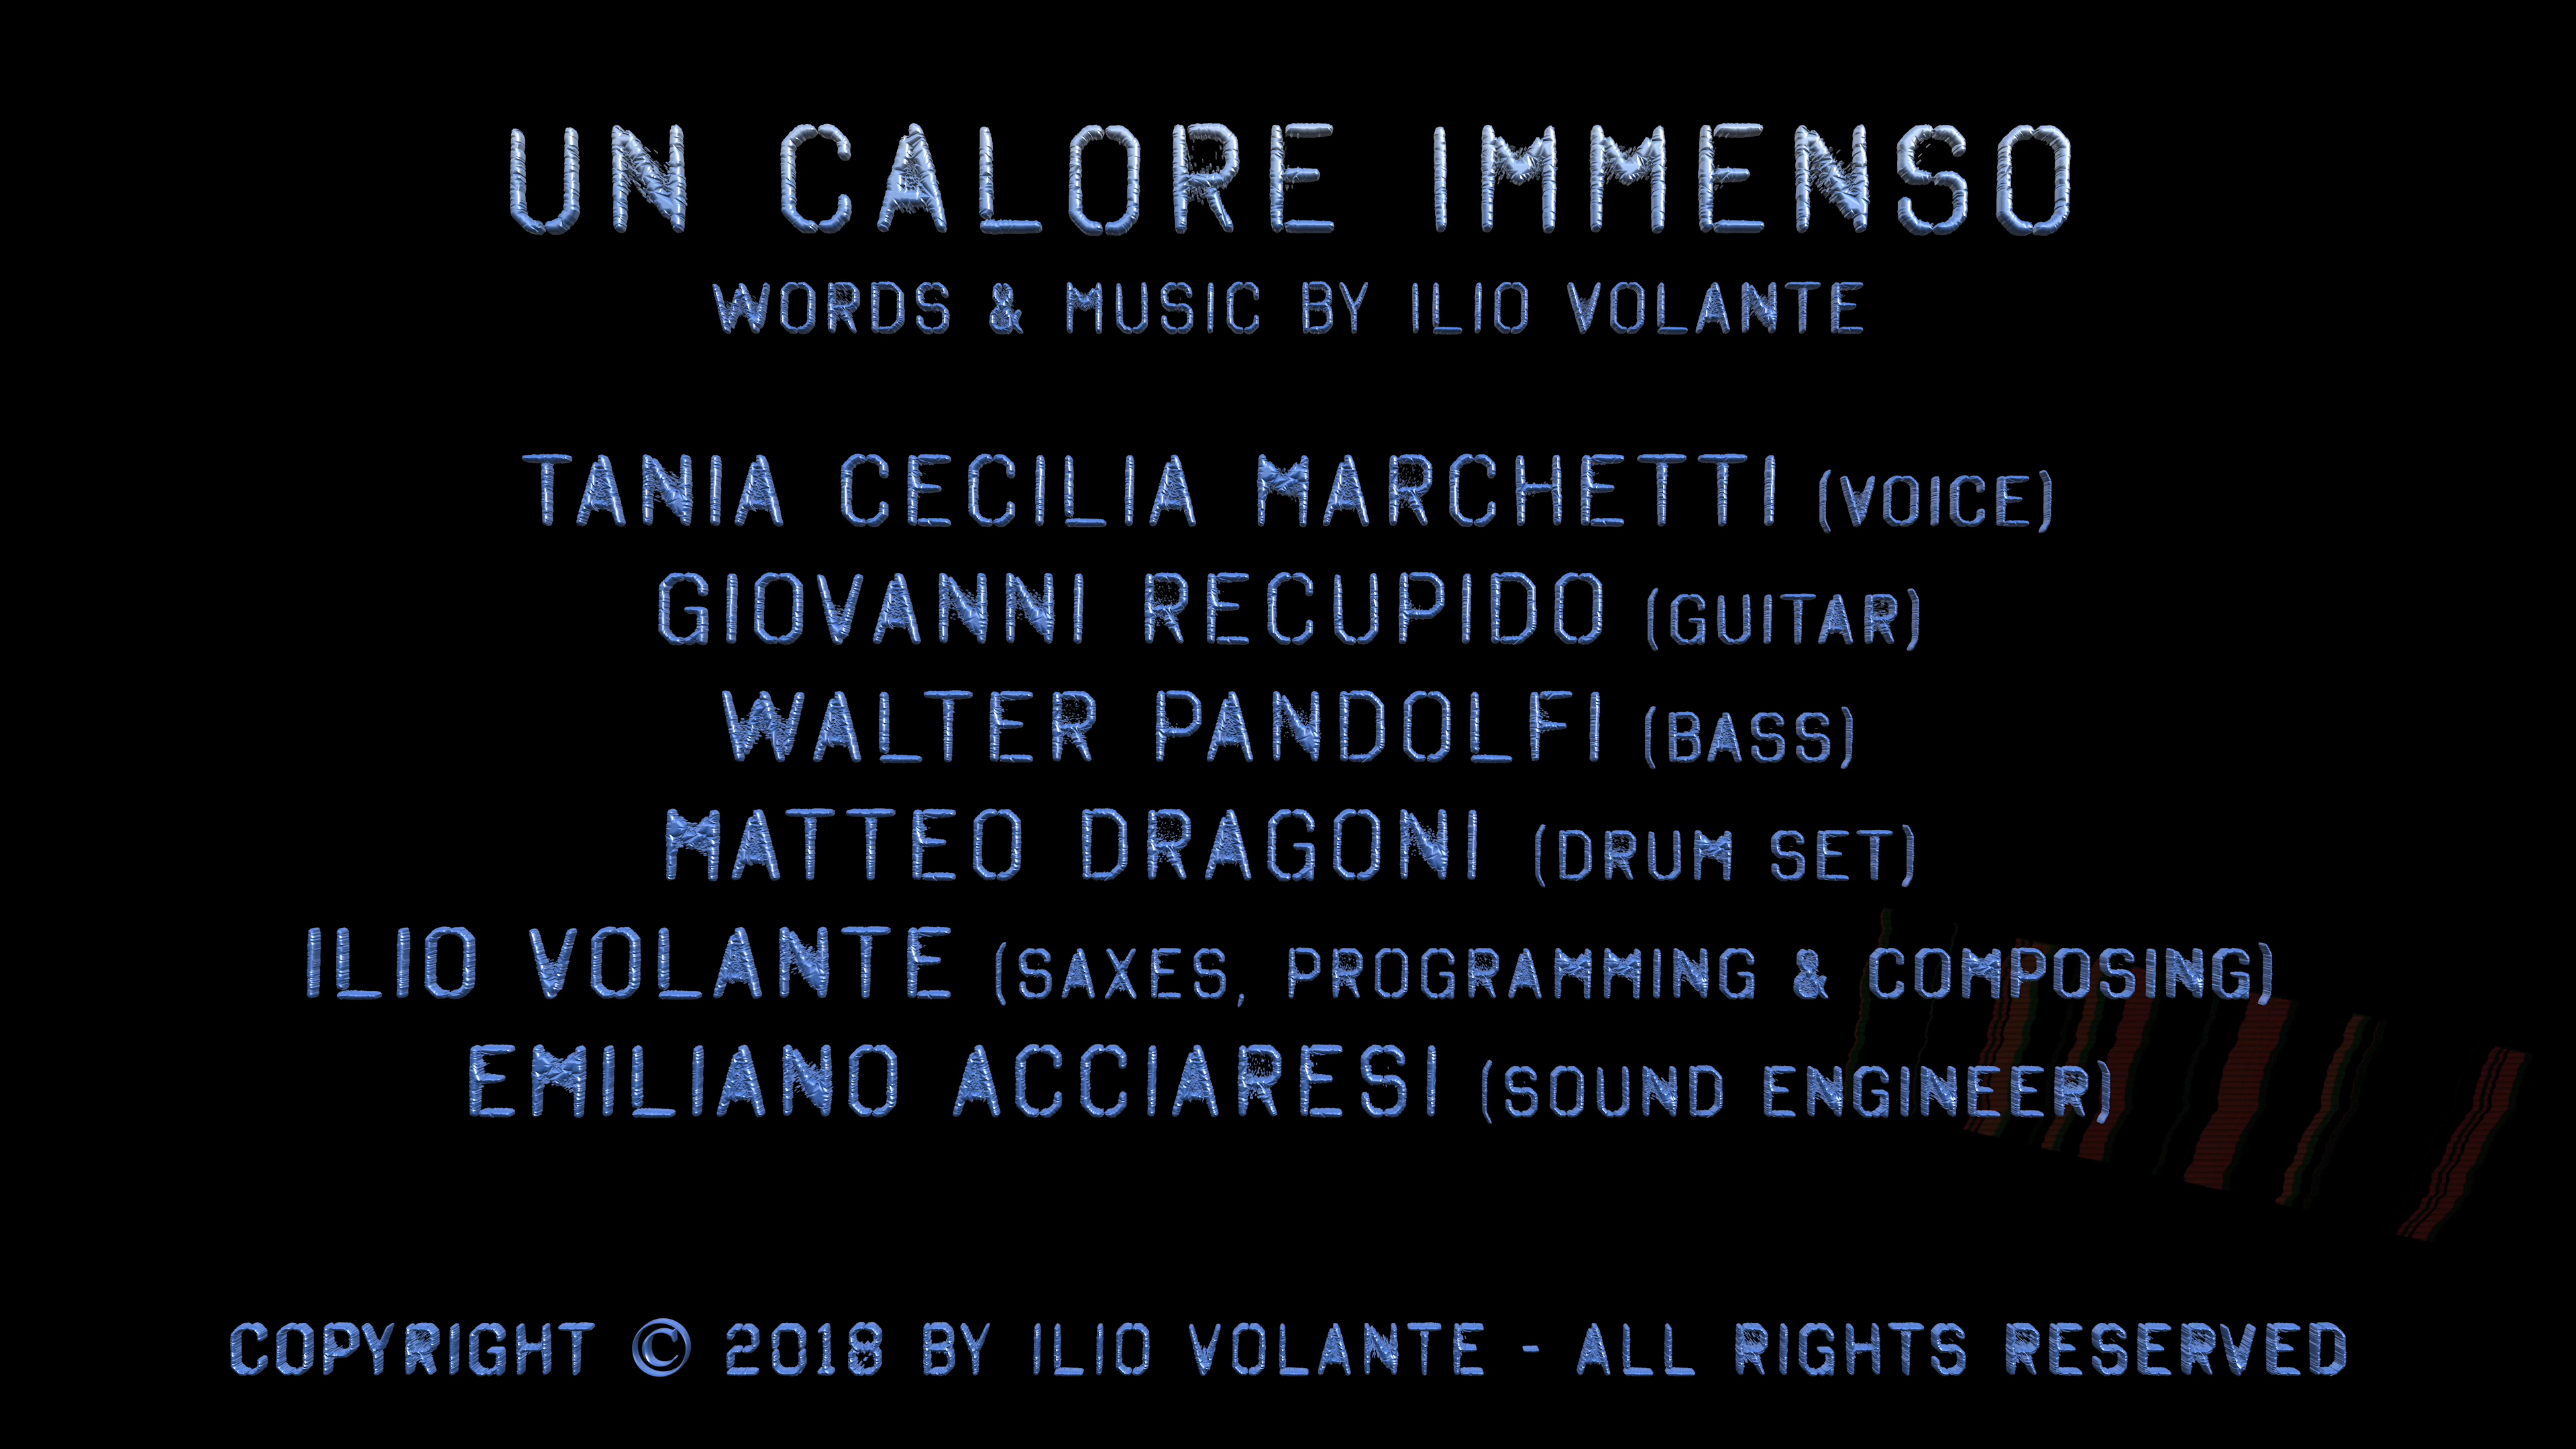 UN CALORE IMMENSO
WORDS & MUSIC BY ILIO VOLANTE
TANIA CECILIA MARCHETTI (VOICE)
GIOVANNI RECUPIDO (GUITAR)
WALTER PANDOLFI (BASS)
MATTEO DRAGONI (DRUM SET)
ILIO VOLANTE (SAXES, PROGRAMMING & COMPOSING)
EMILIANO ACCIARESI (SOUND ENGINEER)
COPYRIGHT © 2018 BY ILIO VOLANTE - ALL RIGHTS RESERVED